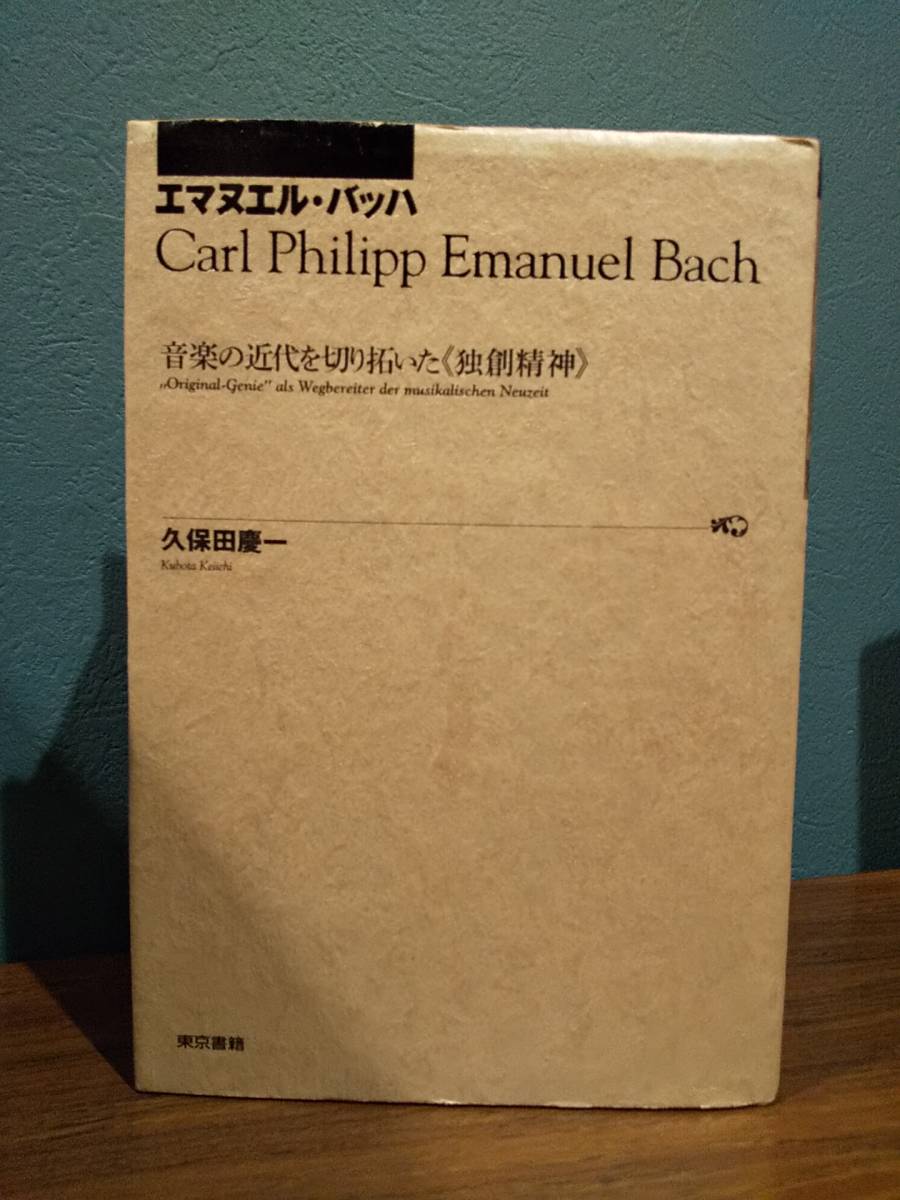 エマヌエル・バッハ
Carl Philipp Emanuel Bach
音楽の近代を切り拓いた《独創精神》
„Original-Genie" als Wegbereiter der musikalischen Neuzeit
久保田慶一
Kubota Keiichi
東京書籍